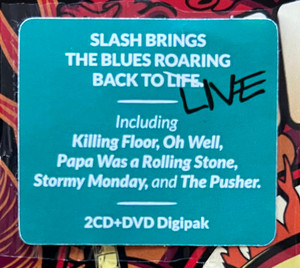 SLASH BRINGS
THE BLUES ROARING
BACK TO LIFE.
LIVE
Including
Killing Floor, Oh Well,
Papa Was a Rolling Stone,
Stormy Monday, and The Pusher.
2CD+DVD Digipak